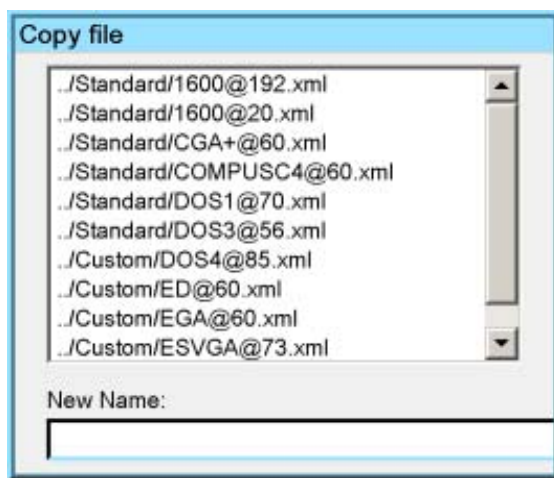 Copy file
../Standard/1600@192.xml
../Standard/1600@20.xml
../Standard/CGA+@60.xml
../Standard/COMPUSC4@60.xml
../Standard/DOS1@70.xml
../Standard/DOS3@56.xml
../Custom/DOS4@85.xml
../Custom/ED@60.xml
../Custom/EGA@60.xml
../Custom/ESVGA@73.xml
New Name: